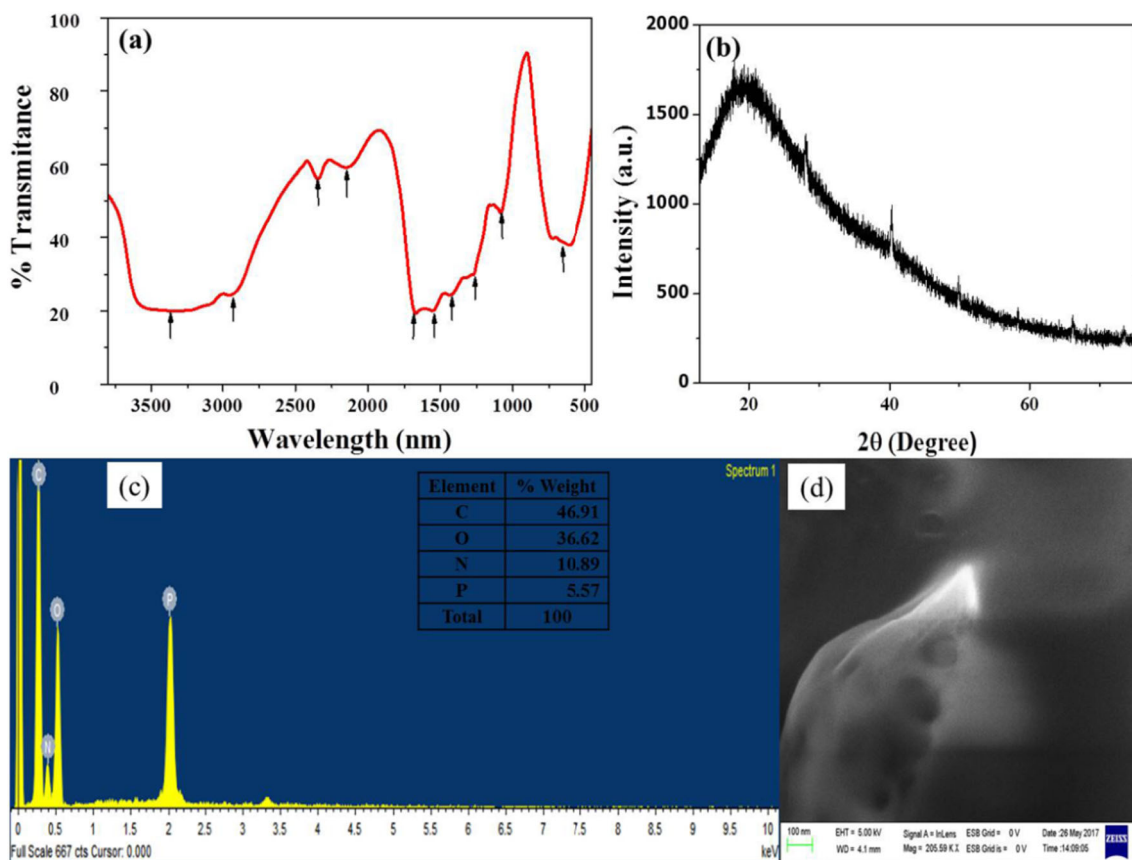 (a)
% Transmitance
100
80
60
40
20
0
3500 3000 2500 2000 1500 1000 500
Wavelength (nm)
(b)
Intensity (a.u.)
2000
1500
1000
500
0
20 40 60
2θ (Degree)
(c)
Spectrum 1
C
O
N
P
Element % Weight
C 46.91
O 36.62
N 10.89
P 5.57
Total 100
0 0.5 1 1.5 2 2.5 3 3.5 4 4.5 5 5.5 6 6.5 7 7.5 8 8.5 9 9.5 10
Full Scale 667 cts Cursor: 0.000 keV
(d)
100 nm
EHT = 5.00 kV Signal A = InLens ESB Grid = 0 V Date :26 May 2017
WD = 4.1 mm Mag = 205.59 K X ESB Grid is = 0 V Time :14:09:05
ZEISS